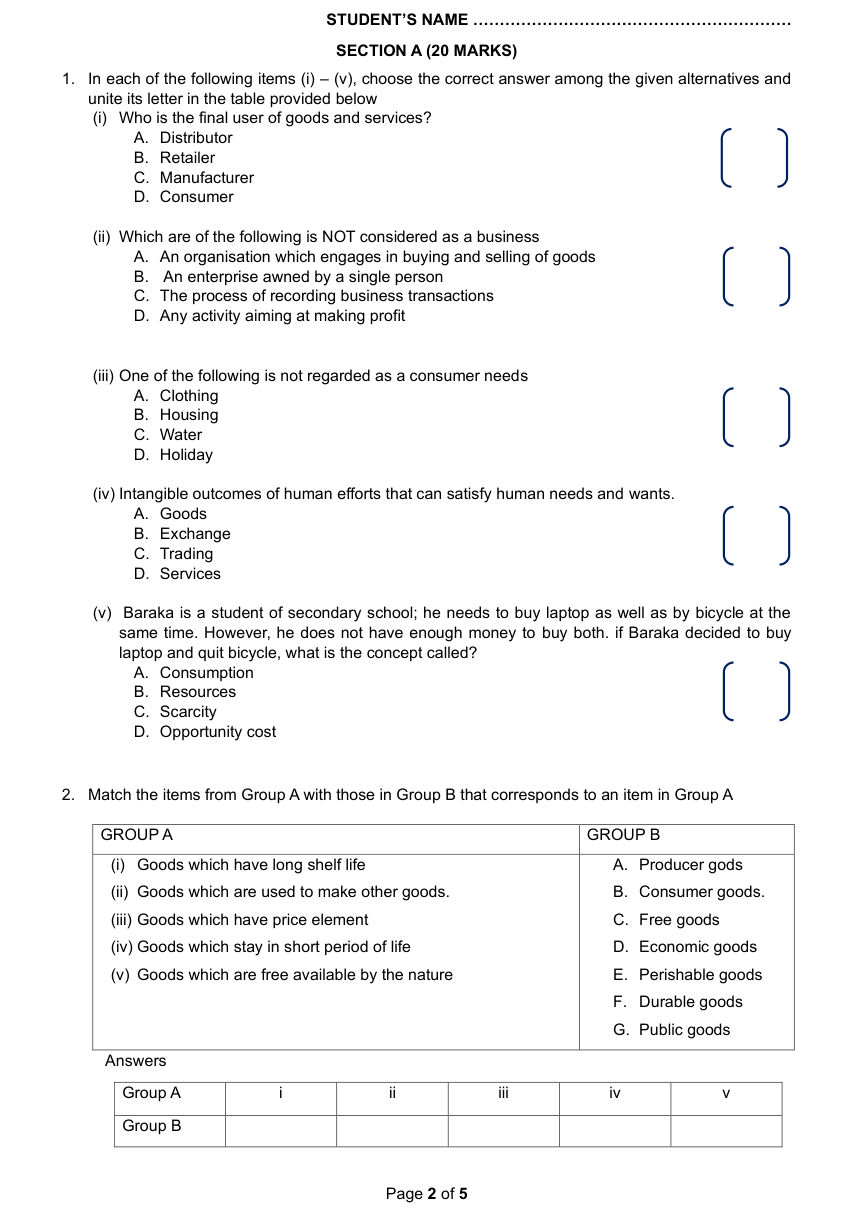 STUDENT’S NAME …………………………………………………….
SECTION A (20 MARKS)
1. In each of the following items (i) – (v), choose the correct answer among the given alternatives and
unite its letter in the table provided below
(i) Who is the final user of goods and services?
A. Distributor
B. Retailer
C. Manufacturer
D. Consumer
(ii) Which are of the following is NOT considered as a business
A. An organisation which engages in buying and selling of goods
B. An enterprise awned by a single person
C. The process of recording business transactions
D. Any activity aiming at making profit
(iii) One of the following is not regarded as a consumer needs
A. Clothing
B. Housing
C. Water
D. Holiday
(iv) Intangible outcomes of human efforts that can satisfy human needs and wants.
A. Goods
B. Exchange
C. Trading
D. Services
(v) Baraka is a student of secondary school; he needs to buy laptop as well as by bicycle at the
same time. However, he does not have enough money to buy both. if Baraka decided to buy
laptop and quit bicycle, what is the concept called?
A. Consumption
B. Resources
C. Scarcity
D. Opportunity cost
2. Match the items from Group A with those in Group B that corresponds to an item in Group A
GROUP A GROUP B
(i) Goods which have long shelf life A. Producer gods
(ii) Goods which are used to make other goods. B. Consumer goods.
(iii) Goods which have price element C. Free goods
(iv) Goods which stay in short period of life D. Economic goods
(v) Goods which are free available by the nature E. Perishable goods
F. Durable goods
G. Public goods
Answers
Group A i ii iii iv v
Group B
Page 2 of 5